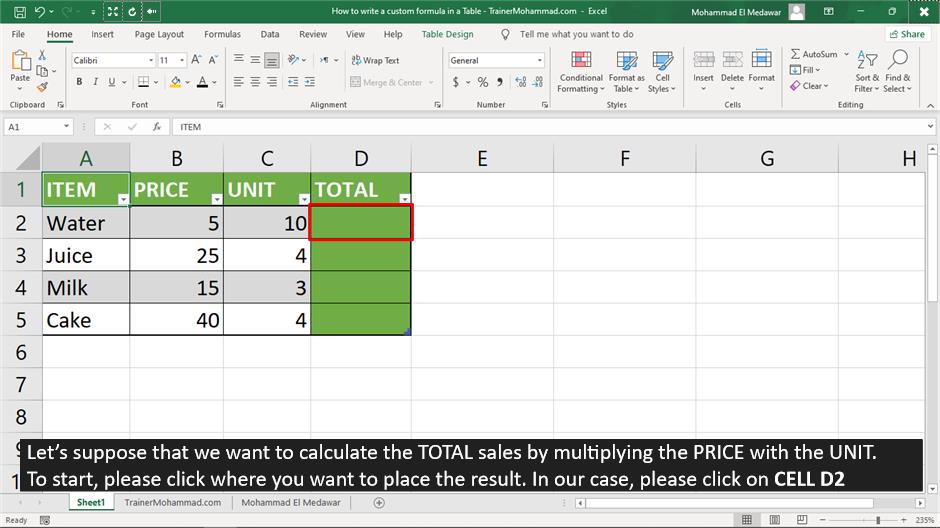 How to write a custom formula in a Table - TrainerMohammad.com - Excel
Mohammad El Medawar
File Home Insert Page Layout Formulas Data Review View Help Table Design Tell me what you want to do Share
Calibri 11 Wrap Text General AutoSum
Paste B I U Merge & Center $ % Conditional Formatting Format as Table Cell Styles Insert Delete Format Fill Clear Sort & Filter Find & Select
Clipboard Font Alignment Number Styles Cells Editing
A1 fx ITEM
A B C D E F G H
1 ITEM PRICE UNIT TOTAL
2 Water 5 10
3 Juice 25 4
4 Milk 15 3
5 Cake 40 4
6
7
8
Let’s suppose that we want to calculate the TOTAL sales by multiplying the PRICE with the UNIT.
To start, please click where you want to place the result. In our case, please click on CELL D2
Sheet1 TrainerMohammad.com Mohammad El Medawar
Ready 235%